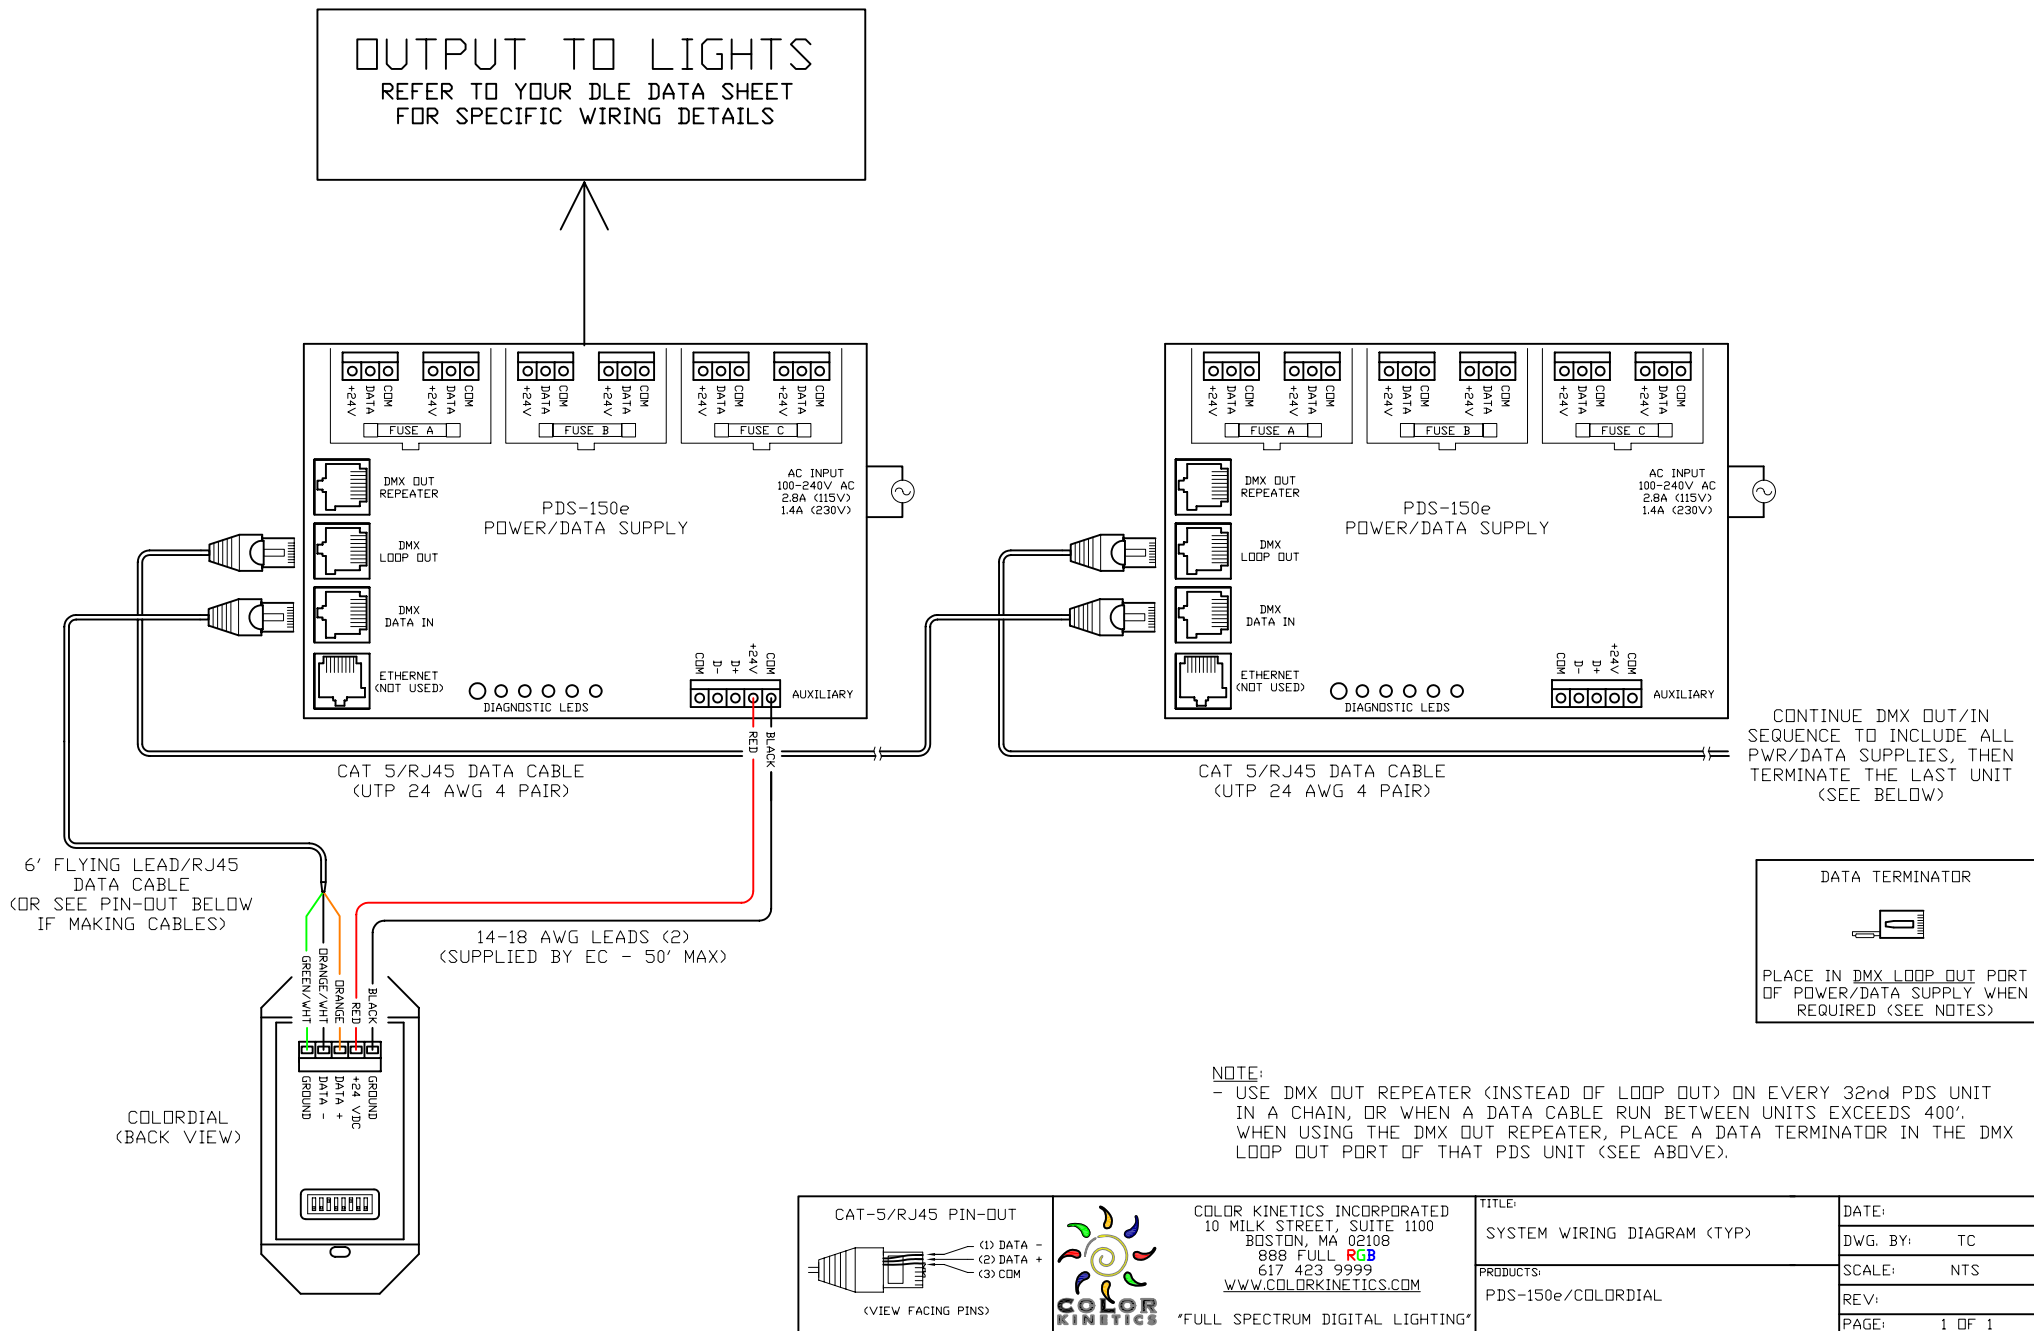 OUTPUT TO LIGHTS
REFER TO YOUR DLE DATA SHEET
FOR SPECIFIC WIRING DETAILS
+24V DATA COM
+24V DATA COM
+24V DATA COM
+24V DATA COM
+24V DATA COM
+24V DATA COM
FUSE A
FUSE B
FUSE C
DMX OUT
REPEATER
PDS-150e
POWER/DATA SUPPLY
AC INPUT
100-240V AC
2.8A (115V)
1.4A (230V)
DMX
LOOP OUT
DMX
DATA IN
ETHERNET
(NOT USED)
DIAGNOSTIC LEDS
COM D- D+ +24V COM
AUXILIARY
+24V DATA COM
+24V DATA COM
+24V DATA COM
+24V DATA COM
+24V DATA COM
+24V DATA COM
FUSE A
FUSE B
FUSE C
DMX OUT
REPEATER
PDS-150e
POWER/DATA SUPPLY
AC INPUT
100-240V AC
2.8A (115V)
1.4A (230V)
DMX
LOOP OUT
DMX
DATA IN
ETHERNET
(NOT USED)
DIAGNOSTIC LEDS
COM D- D+ +24V COM
AUXILIARY
RED
BLACK
CAT 5/RJ45 DATA CABLE
(UTP 24 AWG 4 PAIR)
CAT 5/RJ45 DATA CABLE
(UTP 24 AWG 4 PAIR)
CONTINUE DMX OUT/IN
SEQUENCE TO INCLUDE ALL
PWR/DATA SUPPLIES, THEN
TERMINATE THE LAST UNIT
(SEE BELOW)
6' FLYING LEAD/RJ45
DATA CABLE
(OR SEE PIN-OUT BELOW
IF MAKING CABLES)
14-18 AWG LEADS (2)
(SUPPLIED BY EC - 50' MAX)
GREEN/WHT
ORANGE/WHT
ORANGE
RED
BLACK
GROUND
DATA -
DATA +
+24 VDC
GROUND
COLORDIAL
(BACK VIEW)
DATA TERMINATOR
PLACE IN DMX LOOP OUT PORT
OF POWER/DATA SUPPLY WHEN
REQUIRED (SEE NOTES)
NOTE:
- USE DMX OUT REPEATER (INSTEAD OF LOOP OUT) ON EVERY 32nd PDS UNIT
IN A CHAIN, OR WHEN A DATA CABLE RUN BETWEEN UNITS EXCEEDS 400'.
WHEN USING THE DMX OUT REPEATER, PLACE A DATA TERMINATOR IN THE DMX
LOOP OUT PORT OF THAT PDS UNIT (SEE ABOVE).
CAT-5/RJ45 PIN-OUT
(1) DATA -
(2) DATA +
(3) COM
(VIEW FACING PINS)
COLOR
KINETICS
COLOR KINETICS INCORPORATED
10 MILK STREET, SUITE 1100
BOSTON, MA 02108
888 FULL RGB
617 423 9999
WWW.COLORKINETICS.COM
"FULL SPECTRUM DIGITAL LIGHTING"
TITLE:
SYSTEM WIRING DIAGRAM (TYP)
PRODUCTS:
PDS-150e/COLORDIAL
DATE:
DWG. BY: TC
SCALE: NTS
REV:
PAGE: 1 OF 1